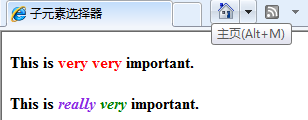 子元素选择器
主页(Alt+M)
This is very very important.
This is really very important.